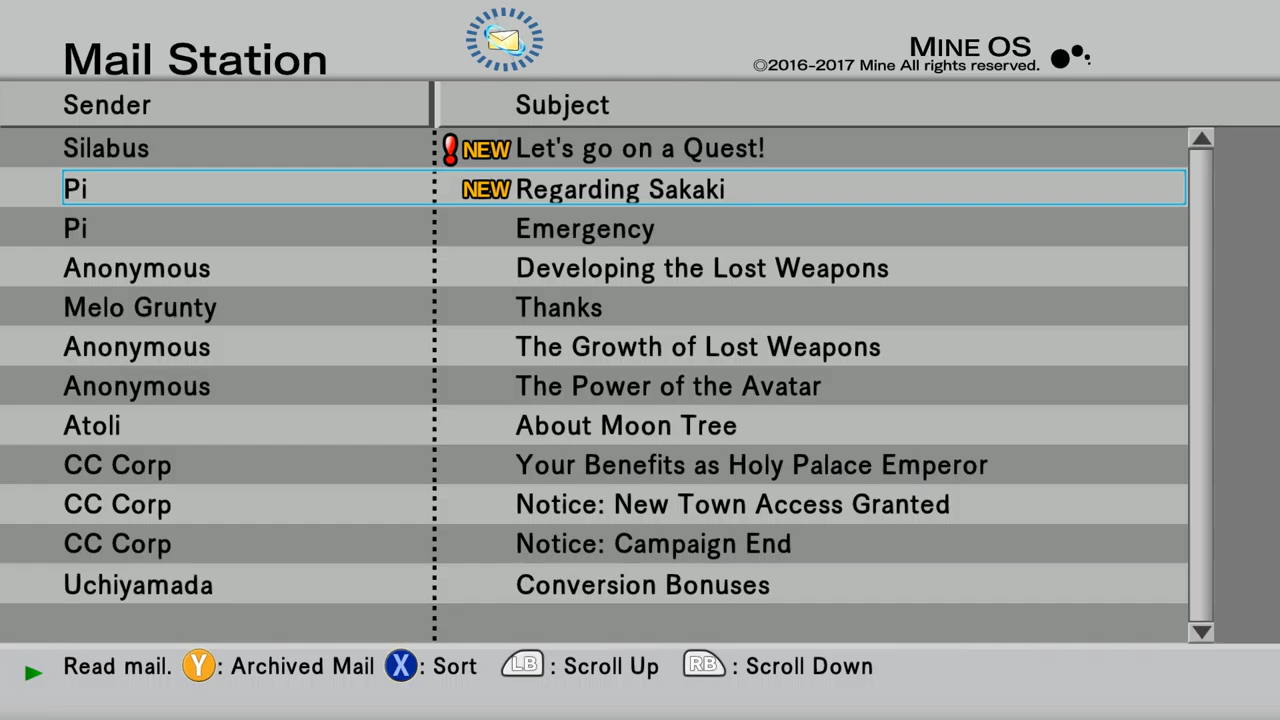 Mail Station
MINE OS
©2016-2017 Mine All rights reserved.
Sender Subject
Silabus NEW Let's go on a Quest!
Pi NEW Regarding Sakaki
Pi Emergency
Anonymous Developing the Lost Weapons
Melo Grunty Thanks
Anonymous The Growth of Lost Weapons
Anonymous The Power of the Avatar
Atoli About Moon Tree
CC Corp Your Benefits as Holy Palace Emperor
CC Corp Notice: New Town Access Granted
CC Corp Notice: Campaign End
Uchiyamada Conversion Bonuses
Read mail. Y: Archived Mail X: Sort LB: Scroll Up RB: Scroll Down